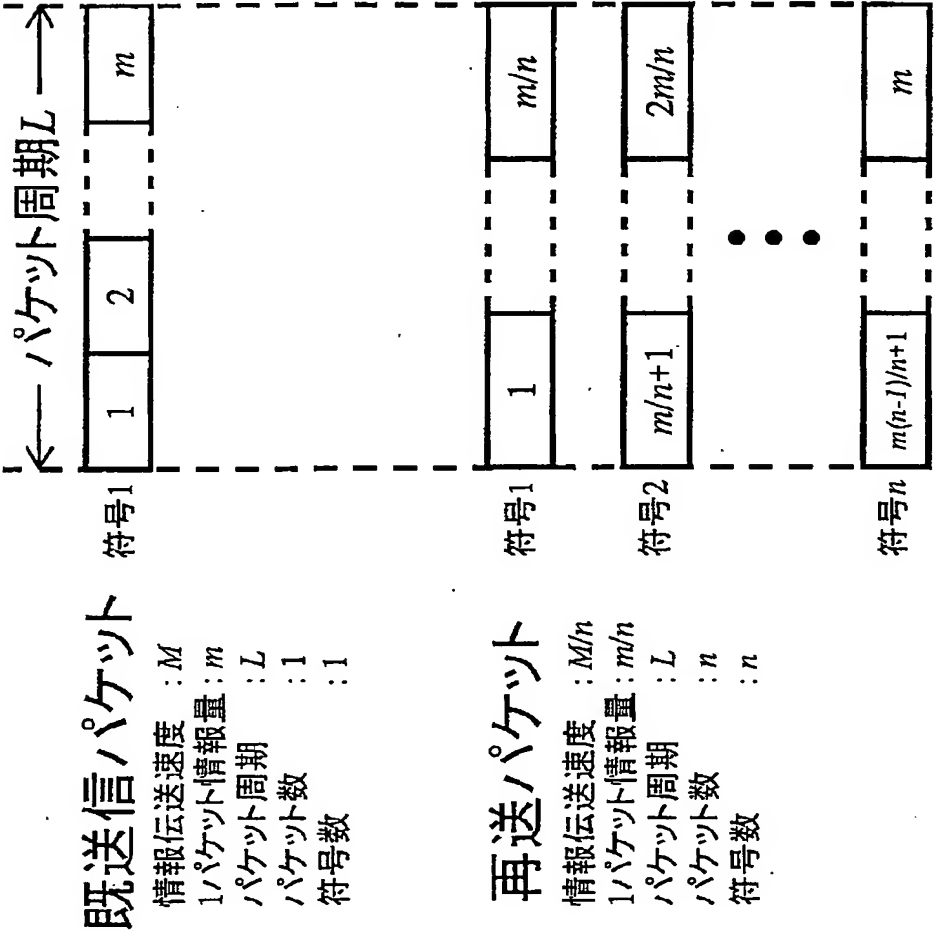 パケット周期L
既送信パケット
情報伝送速度 :M
1パケット情報量:m
パケット周期 :L
パケット数 :1
符号数 :1
符号1
1 2 m
再送パケット
情報伝送速度 :M/n
1パケット情報量:m/n
パケット周期 :L
パケット数 :n
符号数 :n
符号1
1 m/n
符号2
m/n+1 2m/n
符号n
m(n-1)/n+1 m